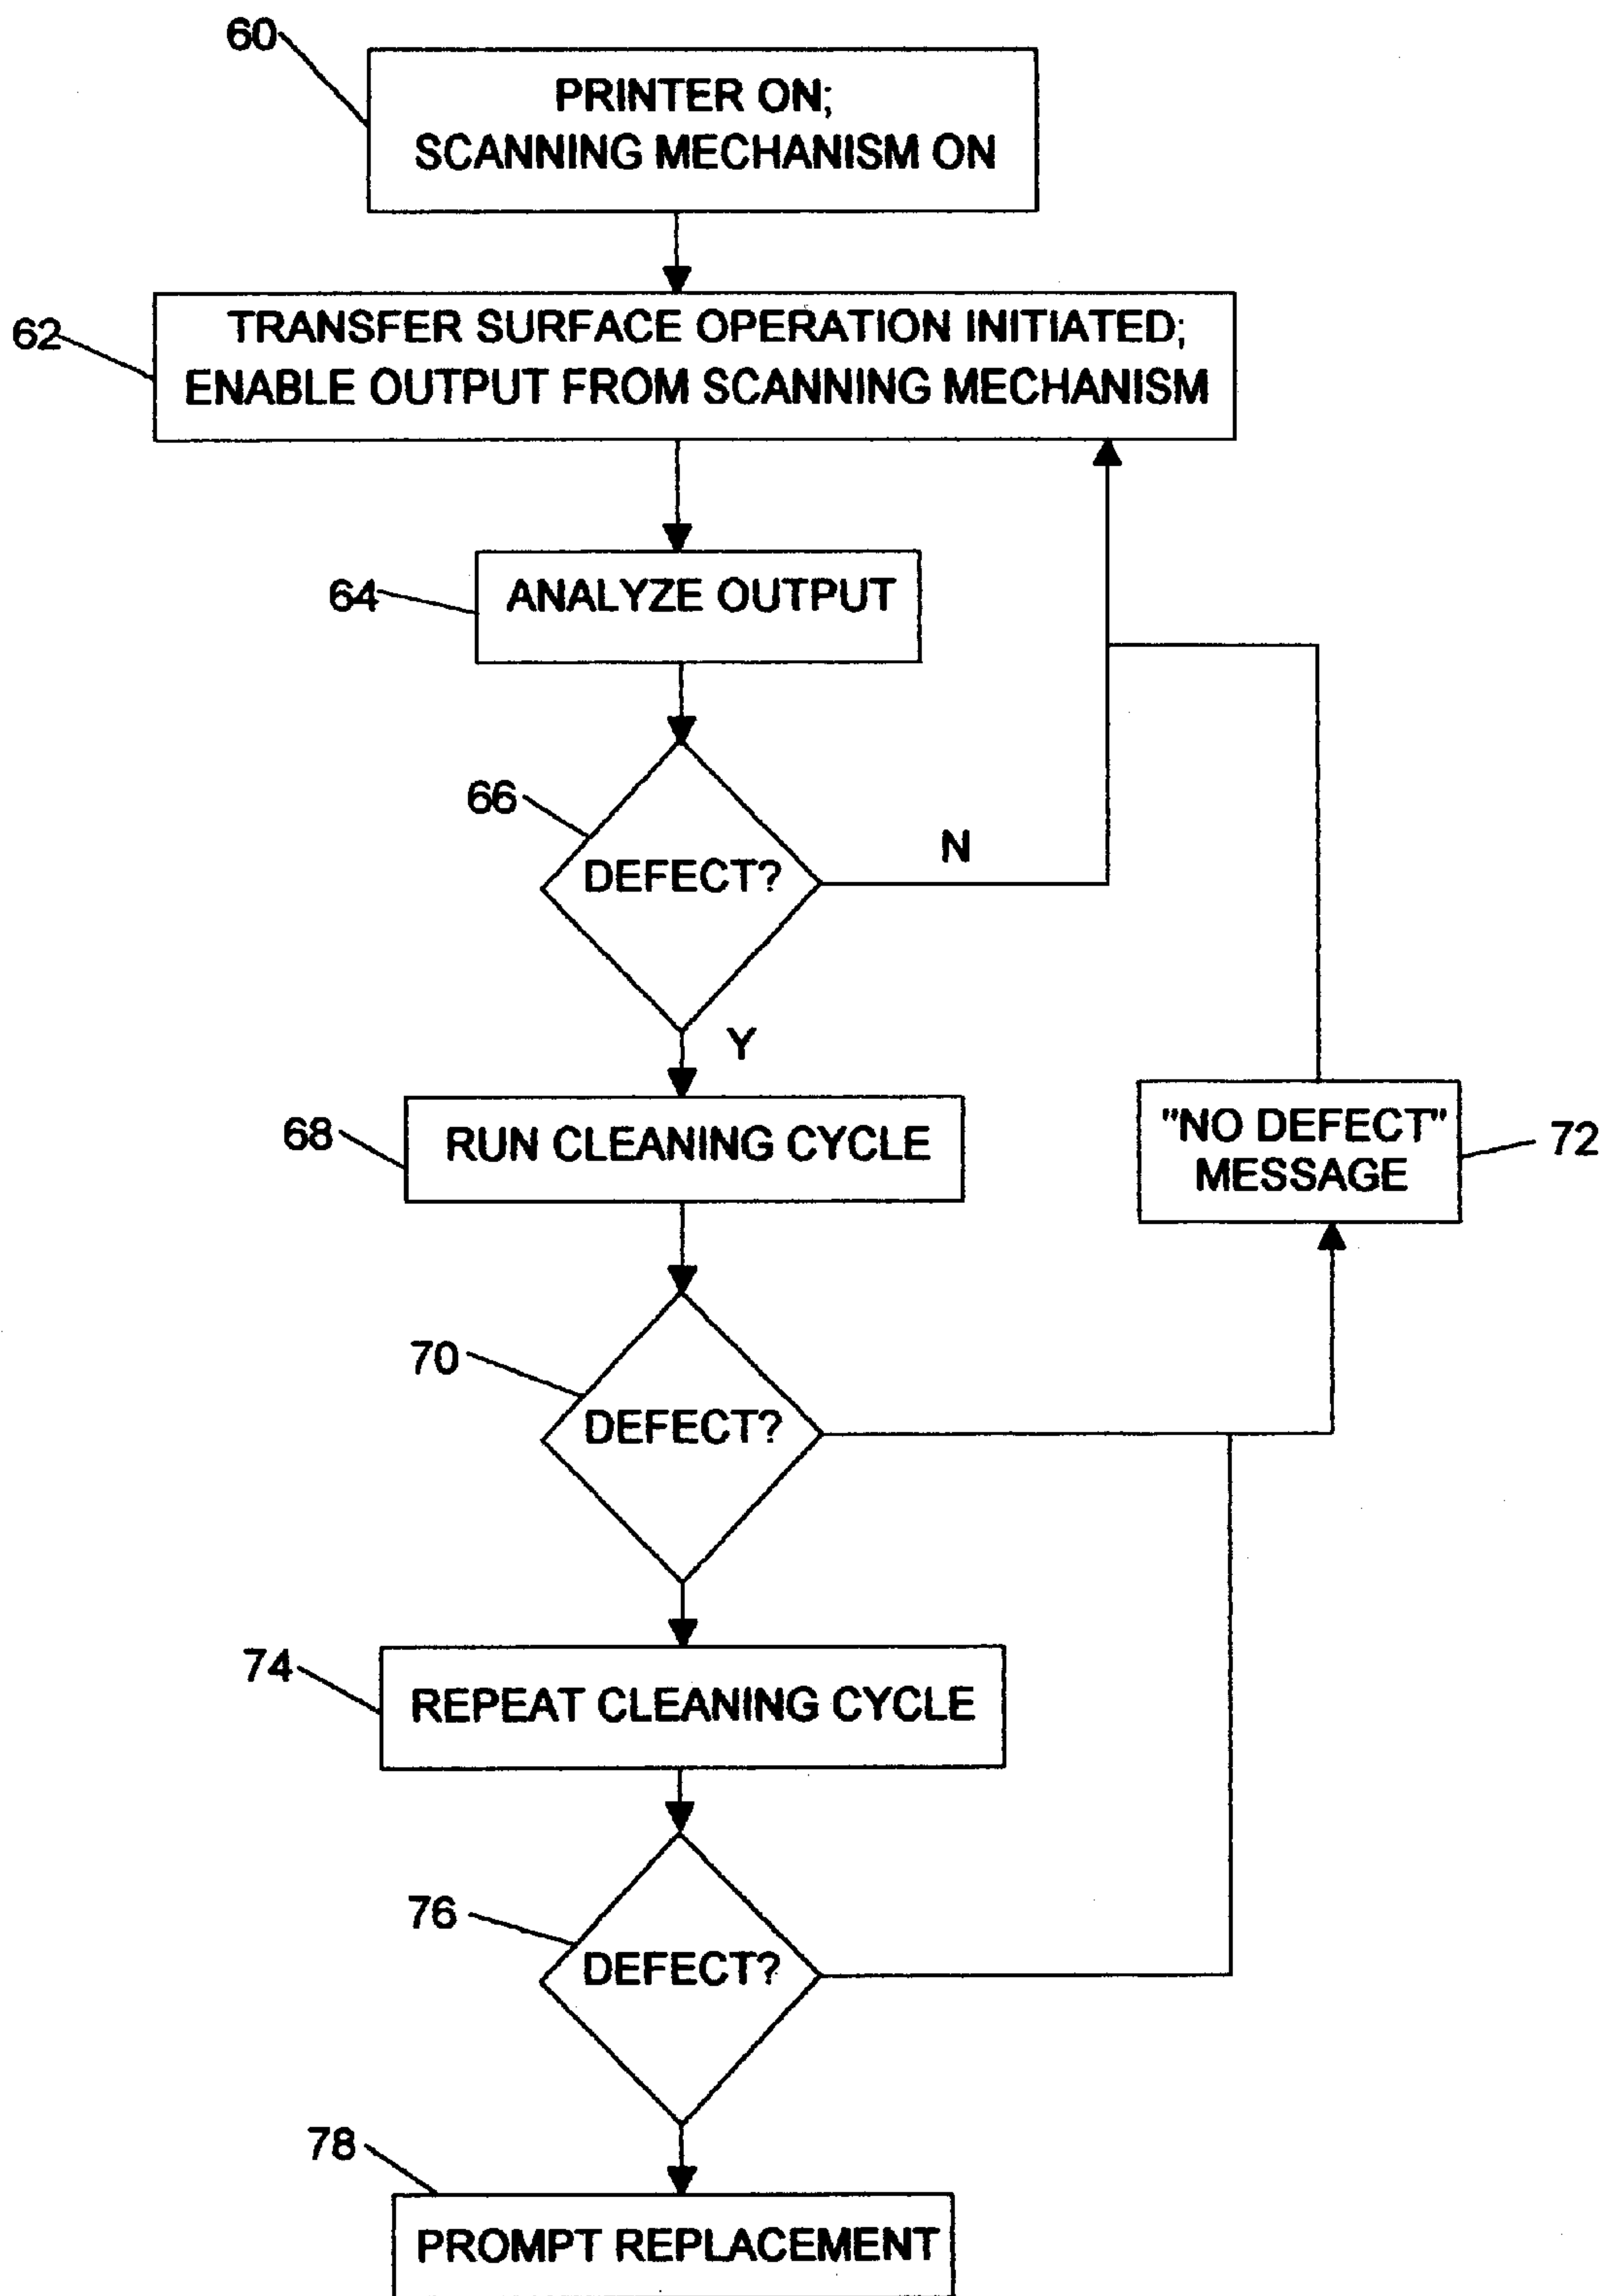 60
PRINTER ON;
SCANNING MECHANISM ON
62
TRANSFER SURFACE OPERATION INITIATED;
ENABLE OUTPUT FROM SCANNING MECHANISM
64
ANALYZE OUTPUT
66
DEFECT?
N
Y
68
RUN CLEANING CYCLE
"NO DEFECT"
MESSAGE
72
70
DEFECT?
74
REPEAT CLEANING CYCLE
76
DEFECT?
78
PROMPT REPLACEMENT